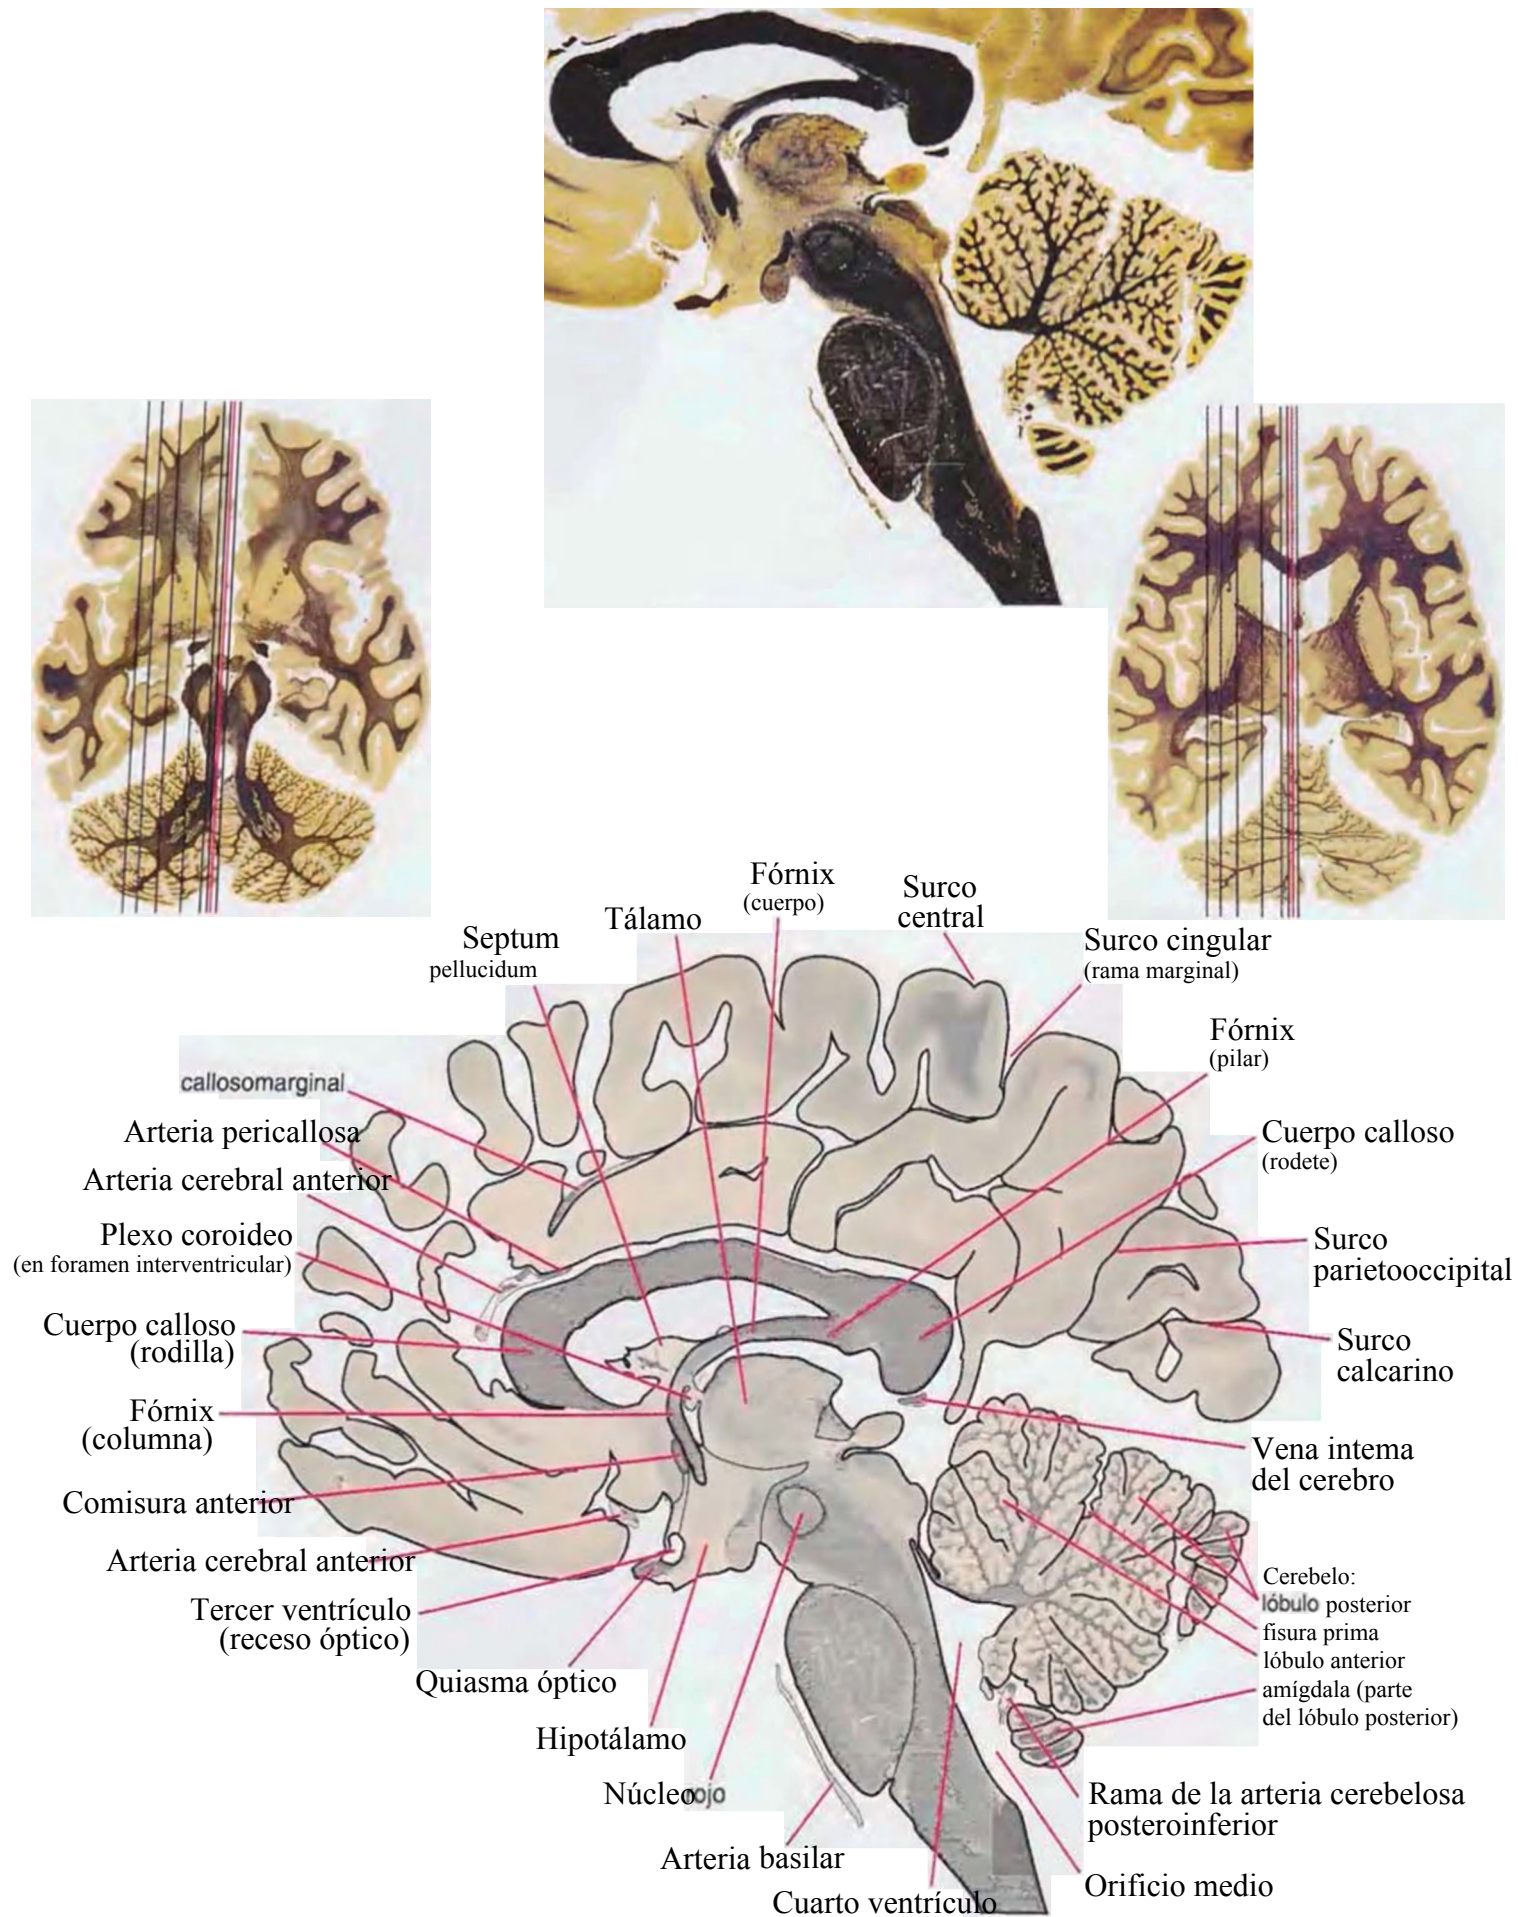 Fórnix
(cuerpo)
Surco
central
Tálamo
Septum
pellucidum
Surco cingular
(rama marginal)
Fórnix
(pilar)
callosomarginal
Arteria pericallosa
Cuerpo calloso
(rodete)
Arteria cerebral anterior
Plexo coroideo
(en foramen interventricular)
Surco
parietooccipital
Cuerpo calloso
(rodilla)
Surco
calcarino
Fórnix
(columna)
Vena intema
del cerebro
Comisura anterior
Arteria cerebral anterior
Cerebelo:
lóbulo posterior
fisura prima
lóbulo anterior
amígdala (parte
del lóbulo posterior)
Tercer ventrículo
(receso óptico)
Quiasma óptico
Hipotálamo
Núcleo rojo
Rama de la arteria cerebelosa
posteroinferior
Arteria basilar
Cuarto ventrículo
Orificio medio